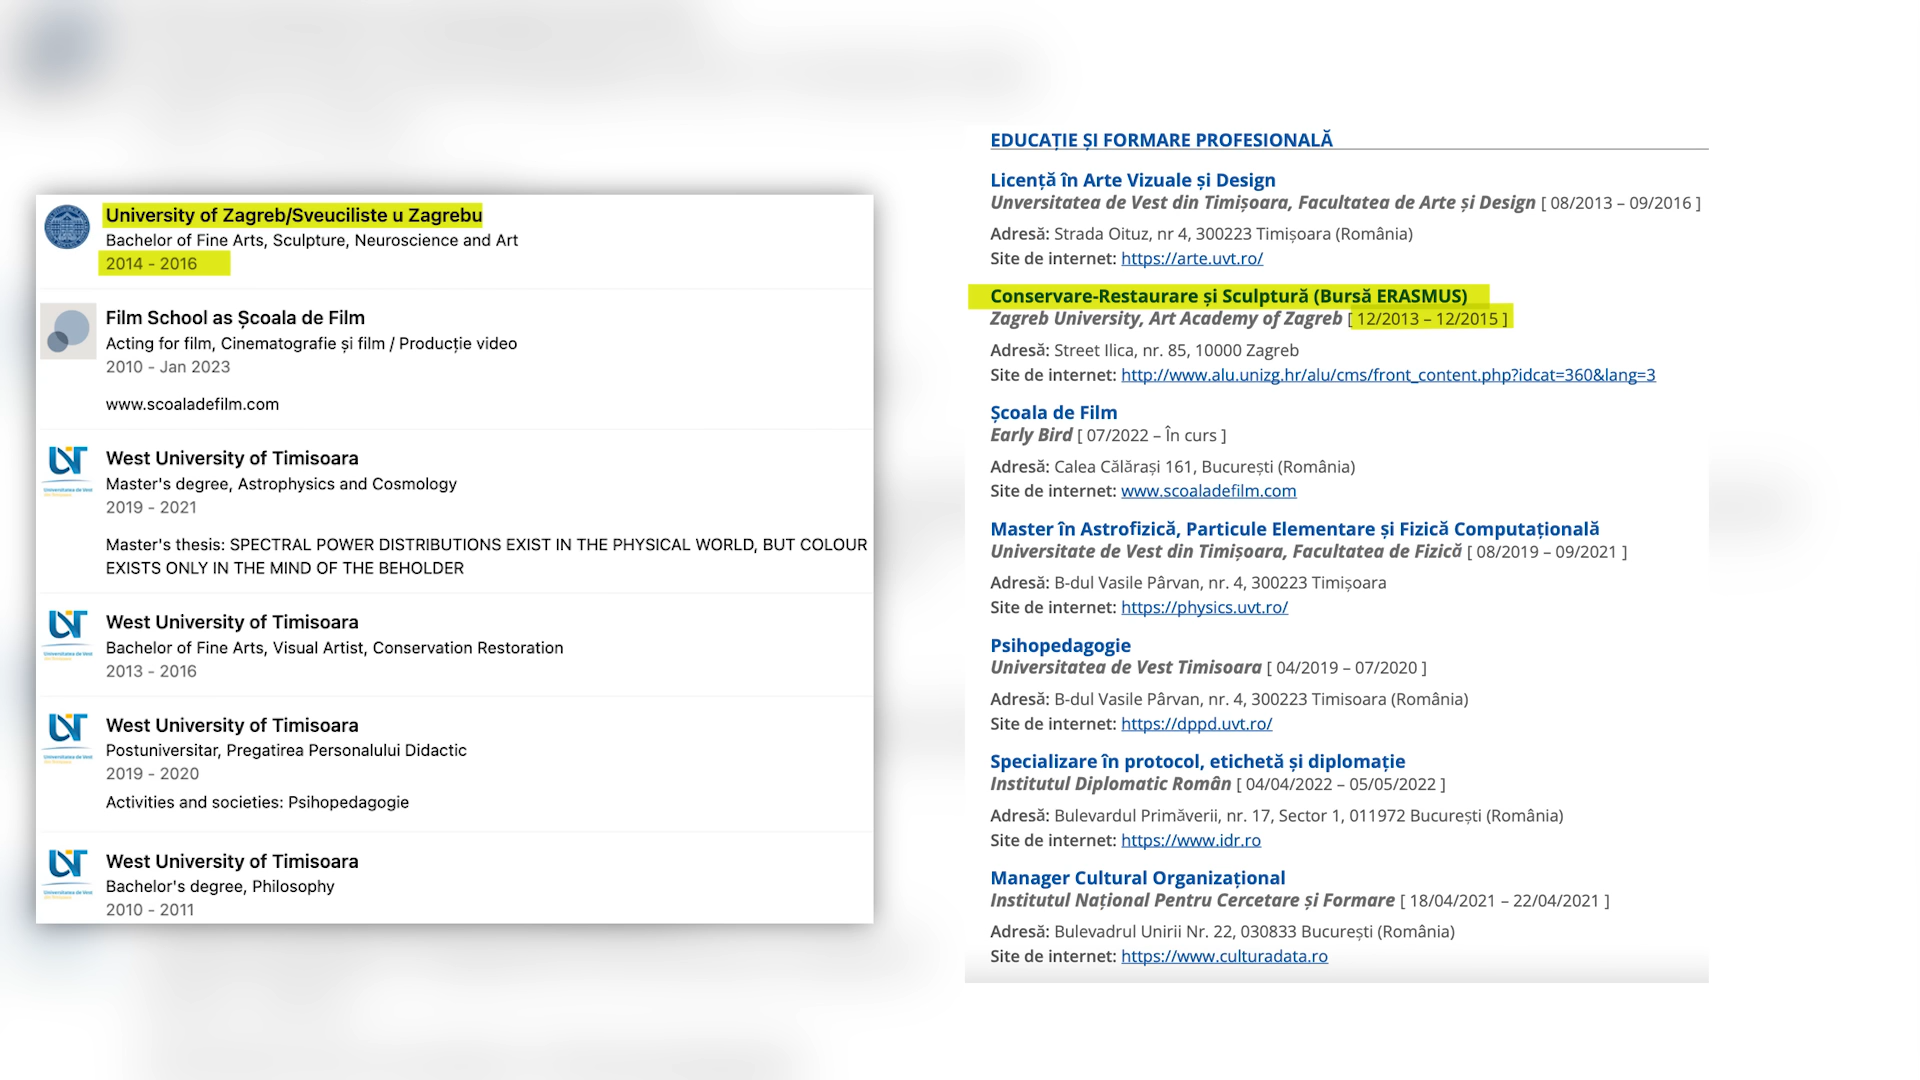 University of Zagreb/Sveuciliste u Zagrebu
Bachelor of Fine Arts, Sculpture, Neuroscience and Art
2014 - 2016
Film School as Școala de Film
Acting for film, Cinematografie și film / Producție video
2010 - Jan 2023
www.scoaladefilm.com
West University of Timisoara
Master's degree, Astrophysics and Cosmology
2019 - 2021
Master's thesis: SPECTRAL POWER DISTRIBUTIONS EXIST IN THE PHYSICAL WORLD, BUT COLOUR
EXISTS ONLY IN THE MIND OF THE BEHOLDER
West University of Timisoara
Bachelor of Fine Arts, Visual Artist, Conservation Restoration
2013 - 2016
West University of Timisoara
Postuniversitar, Pregatirea Personalului Didactic
2019 - 2020
Activities and societies: Psihopedagogie
West University of Timisoara
Bachelor's degree, Philosophy
2010 - 2011
EDUCAȚIE ȘI FORMARE PROFESIONALĂ
Licență în Arte Vizuale și Design
Unversitatea de Vest din Timișoara, Facultatea de Arte și Design [ 08/2013 – 09/2016 ]
Adresă: Strada Oituz, nr 4, 300223 Timișoara (România)
Site de internet: https://arte.uvt.ro/
Conservare-Restaurare și Sculptură (Bursă ERASMUS)
Zagreb University, Art Academy of Zagreb [ 12/2013 – 12/2015 ]
Adresă: Street Ilica, nr. 85, 10000 Zagreb
Site de internet: http://www.alu.unizg.hr/alu/cms/front_content.php?idcat=360&lang=3
Școala de Film
Early Bird [ 07/2022 – În curs ]
Adresă: Calea Călărași 161, București (România)
Site de internet: www.scoaladefilm.com
Master în Astrofizică, Particule Elementare și Fizică Computațională
Universitate de Vest din Timișoara, Facultatea de Fizică [ 08/2019 – 09/2021 ]
Adresă: B-dul Vasile Pârvan, nr. 4, 300223 Timișoara
Site de internet: https://physics.uvt.ro/
Psihopedagogie
Universitatea de Vest Timisoara [ 04/2019 – 07/2020 ]
Adresă: B-dul Vasile Pârvan, nr. 4, 300223 Timisoara (România)
Site de internet: https://dppd.uvt.ro/
Specializare în protocol, etichetă și diplomație
Institutul Diplomatic Român [ 04/04/2022 – 05/05/2022 ]
Adresă: Bulevardul Primăverii, nr. 17, Sector 1, 011972 București (România)
Site de internet: https://www.idr.ro
Manager Cultural Organizațional
Institutul Național Pentru Cercetare și Formare [ 18/04/2021 – 22/04/2021 ]
Adresă: Bulevadrul Unirii Nr. 22, 030833 București (România)
Site de internet: https://www.culturadata.ro